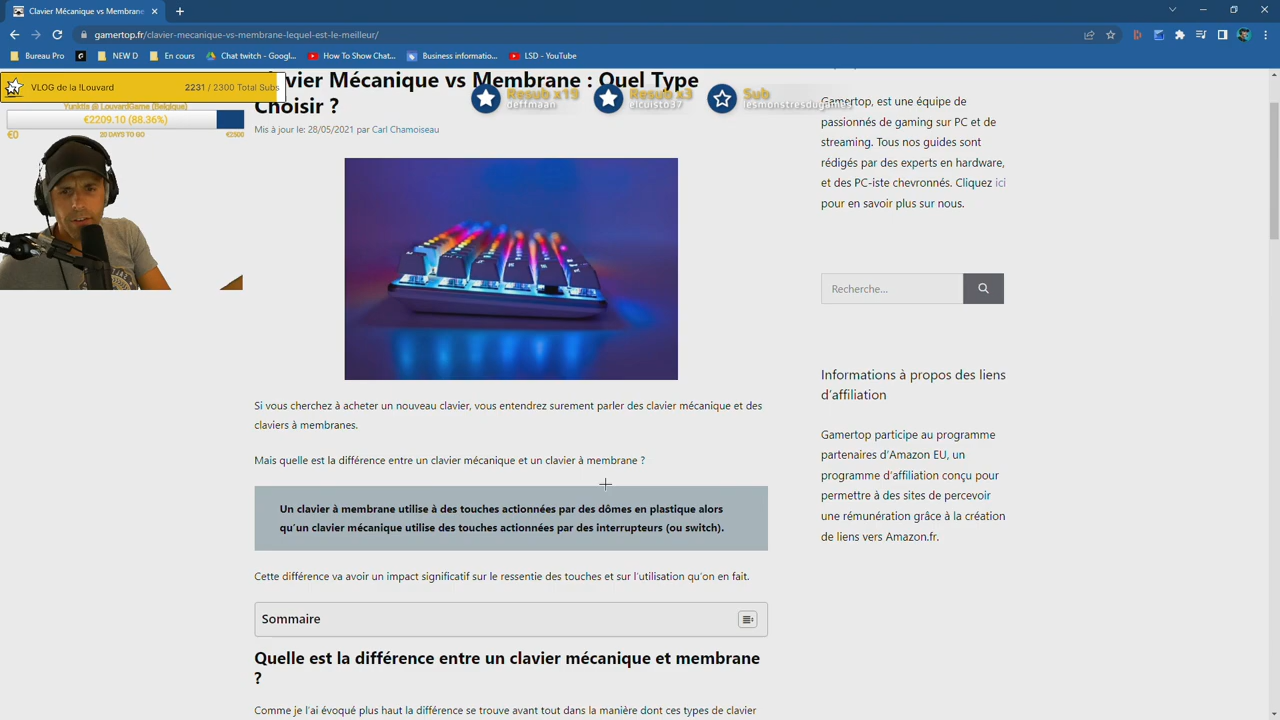 Clavier Mécanique vs Membrane
gamertop.fr/clavier-mecanique-vs-membrane-lequel-est-le-meilleur/
Bureau Pro
NEW D
En cours
Chat twitch - Googl...
How To Show Chat...
Business informatio...
LSD - YouTube
VLOG de la !Louvard
2231 / 2300 Total Subs
Yunktis @ LouvardGame (Belgique)
€2209.10 (88.36%)
€0
20 DAYS TO GO
€2500
Resub x19
deffmaan
Resub x3
elcuisto37
Sub
lesmonstresdugames
Clavier Mécanique vs Membrane : Quel Type
Choisir ?
Mis à jour le: 28/05/2021 par Carl Chamoiseau
Si vous cherchez à acheter un nouveau clavier, vous entendrez surement parler des clavier mécanique et des
claviers à membranes.
Mais quelle est la différence entre un clavier mécanique et un clavier à membrane ?
Un clavier à membrane utilise à des touches actionnées par des dômes en plastique alors
qu’un clavier mécanique utilise des touches actionnées par des interrupteurs (ou switch).
Cette différence va avoir un impact significatif sur le ressentie des touches et sur l’utilisation qu’on en fait.
Sommaire
Quelle est la différence entre un clavier mécanique et membrane
?
Comme je l’ai évoqué plus haut la différence se trouve avant tout dans la manière dont ces types de clavier
Gamertop, est une équipe de
passionnés de gaming sur PC et de
streaming. Tous nos guides sont
rédigés par des experts en hardware,
et des PC-iste chevronnés. Cliquez ici
pour en savoir plus sur nous.
Recherche...
Informations à propos des liens
d’affiliation
Gamertop participe au programme
partenaires d’Amazon EU, un
programme d’affiliation conçu pour
permettre à des sites de percevoir
une rémunération grâce à la création
de liens vers Amazon.fr.